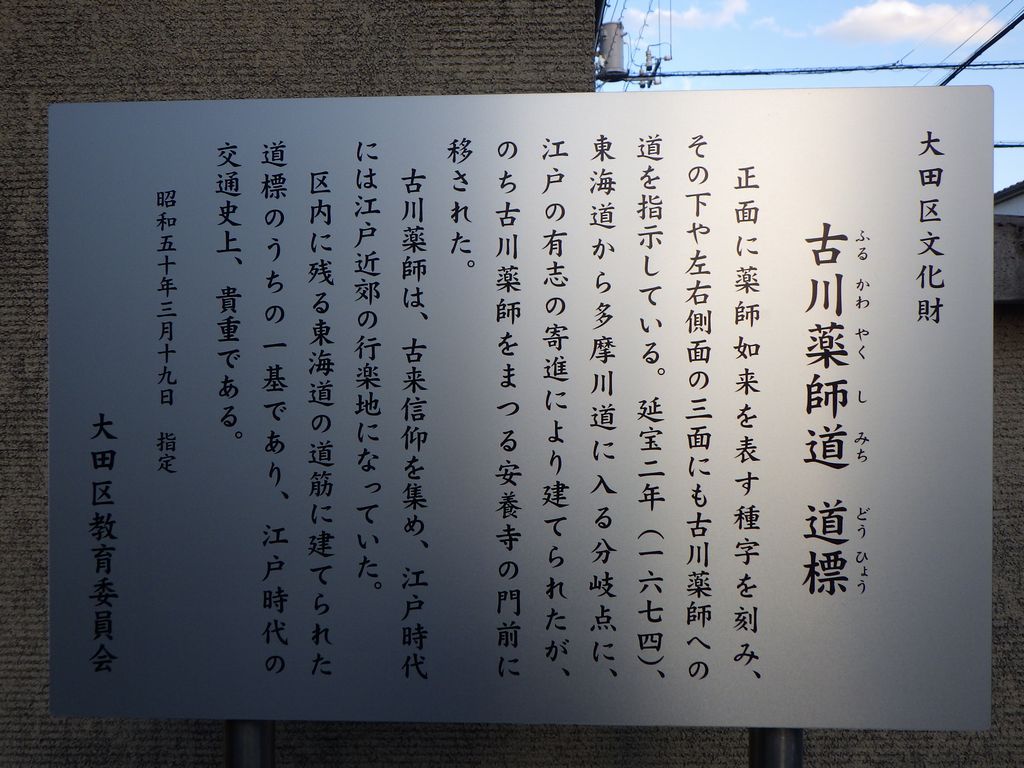 大田区文化財
古川薬師道 道標
ふるかわやくしみち どうひょう
正面に薬師如来を表す種字を刻み、
その下や左右側面の三面にも古川薬師への
道を指示している。延宝二年（一六七四）、
東海道から多摩川道に入る分岐点に、
江戸の有志の寄進により建てられたが、
のち古川薬師をまつる安養寺の門前に
移された。
古川薬師は、古来信仰を集め、江戸時代
には江戸近郊の行楽地になっていた。
区内に残る東海道の道筋に建てられた
道標のうちの一基であり、江戸時代の
交通史上、貴重である。
昭和五十年三月十九日 指定
大田区教育委員会